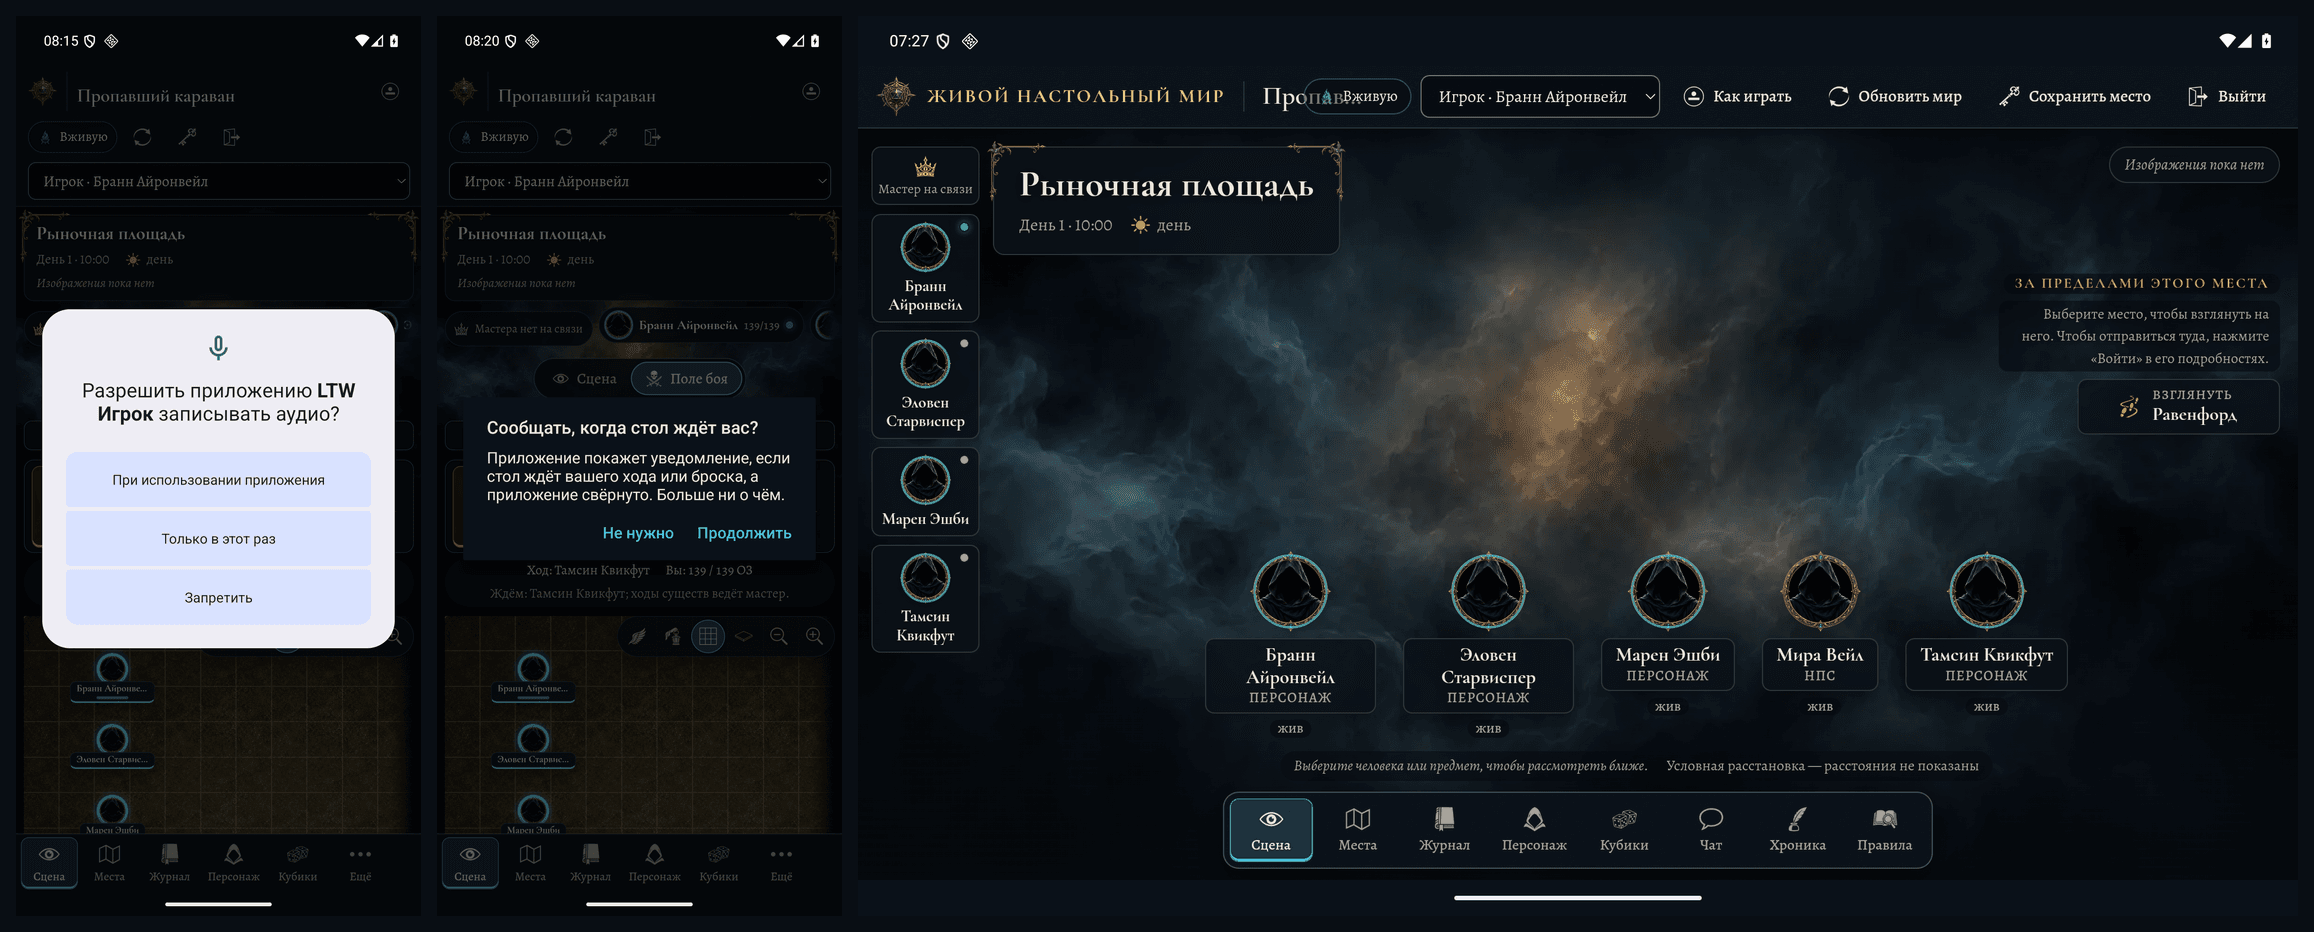 08:15
Пропавший караван
Вживую
Игрок · Бранн Айронвейл
Рыночная площадь
День 1 · 10:00 день
Изображения пока нет
Разрешить приложению LTW
Игрок записывать аудио?
При использовании приложения
Только в этот раз
Запретить
Бранн Айронве...
Эловен Старвис...
Марен Эшби
Сцена
Места
Журнал
Персонаж
Кубики
Ещё
08:20
Пропавший караван
Вживую
Игрок · Бранн Айронвейл
Рыночная площадь
День 1 · 10:00 день
Изображения пока нет
Мастера нет на связи
Бранн Айронвейл 139/139
Сцена
Поле боя
Сообщать, когда стол ждёт вас?
Приложение покажет уведомление, если
стол ждёт вашего хода или броска, а
приложение свёрнуто. Больше ни о чём.
Не нужно
Продолжить
Ход: Тамсин Квикфут Вы: 139 / 139 ОЗ
Ждём: Тамсин Квикфут; ходы существ ведёт мастер.
Бранн Айронве...
Эловен Старвис...
Марен Эшби
Сцена
Места
Журнал
Персонаж
Кубики
Ещё
07:27
ЖИВОЙ НАСТОЛЬНЫЙ МИР
Вживую
Игрок · Бранн Айронвейл
Как играть
Обновить мир
Сохранить место
Выйти
Мастер на связи
Бранн
Айронвейл
Эловен
Старвиспер
Марен Эшби
Тамсин
Квикфут
Рыночная площадь
День 1 · 10:00 день
Изображения пока нет
ЗА ПРЕДЕЛАМИ ЭТОГО МЕСТА
Выберите место, чтобы взглянуть на
него. Чтобы отправиться туда, нажмите
«Войти» в его подробностях.
ВЗГЛЯНУТЬ
Равенфорд
Бранн
Айронвейл
ПЕРСОНАЖ
жив
Эловен
Старвиспер
ПЕРСОНАЖ
жив
Марен Эшби
ПЕРСОНАЖ
жив
Мира Вейл
НПС
жив
Тамсин Квикфут
ПЕРСОНАЖ
жив
Выберите человека или предмет, чтобы рассмотреть ближе.
Условная расстановка — расстояния не показаны
Сцена
Места
Журнал
Персонаж
Кубики
Чат
Хроника
Правила